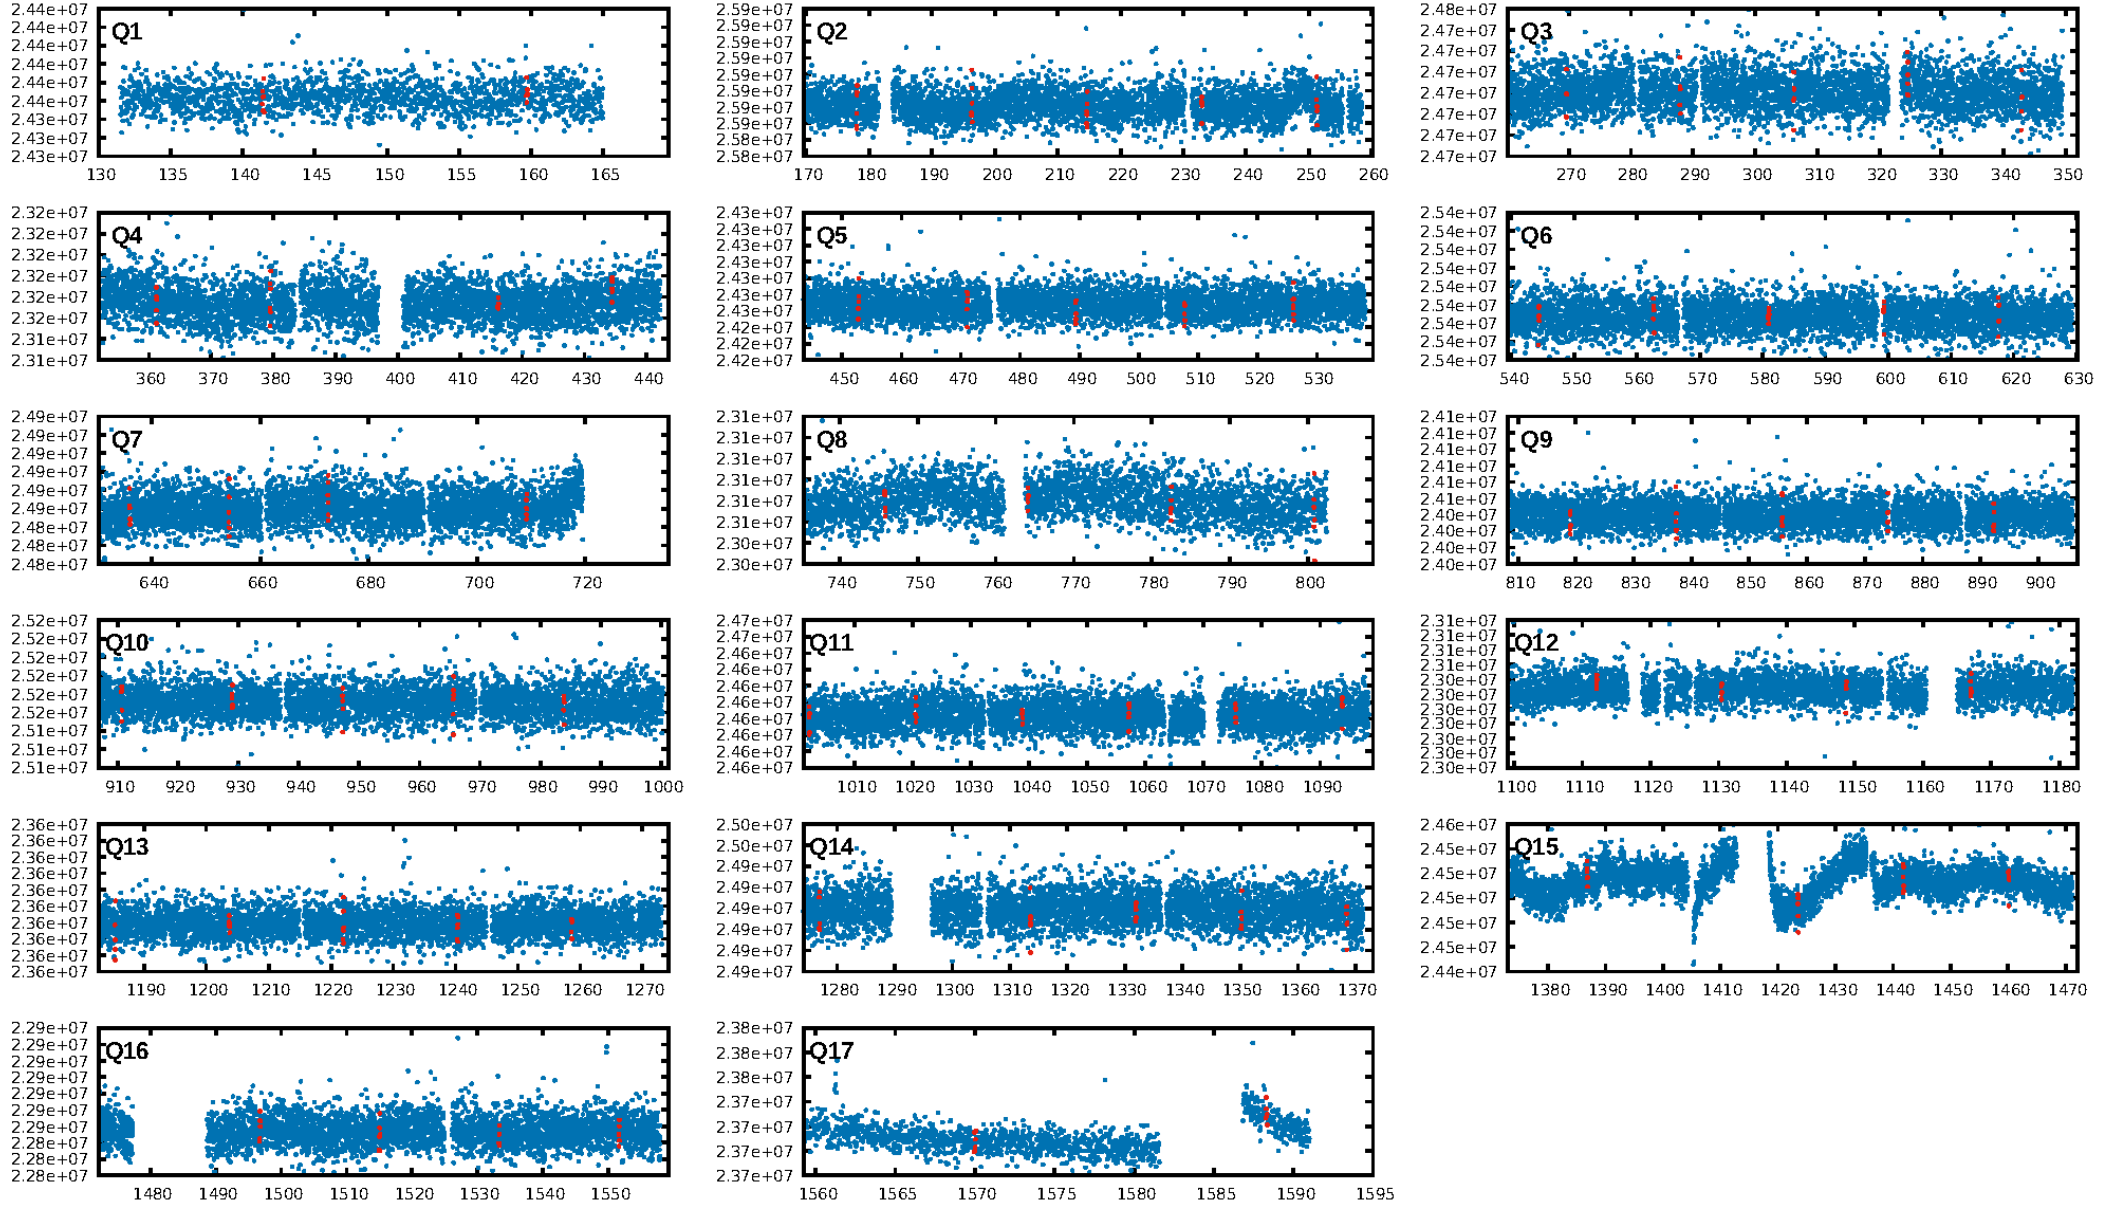 Q1
2.44e+07
2.44e+07
2.44e+07
2.44e+07
2.44e+07
2.44e+07
2.43e+07
2.43e+07
2.43e+07
130 135 140 145 150 155 160 165
Q2
2.59e+07
2.59e+07
2.59e+07
2.59e+07
2.59e+07
2.59e+07
2.59e+07
2.59e+07
2.58e+07
2.58e+07
170 180 190 200 210 220 230 240 250 260
Q3
2.48e+07
2.47e+07
2.47e+07
2.47e+07
2.47e+07
2.47e+07
2.47e+07
2.47e+07
270 280 290 300 310 320 330 340 350
Q4
2.32e+07
2.32e+07
2.32e+07
2.32e+07
2.32e+07
2.32e+07
2.31e+07
2.31e+07
360 370 380 390 400 410 420 430 440
Q5
2.43e+07
2.43e+07
2.43e+07
2.43e+07
2.43e+07
2.43e+07
2.43e+07
2.42e+07
2.42e+07
2.42e+07
450 460 470 480 490 500 510 520 530
Q6
2.54e+07
2.54e+07
2.54e+07
2.54e+07
2.54e+07
2.54e+07
2.54e+07
2.54e+07
2.54e+07
540 550 560 570 580 590 600 610 620 630
Q7
2.49e+07
2.49e+07
2.49e+07
2.49e+07
2.49e+07
2.49e+07
2.48e+07
2.48e+07
2.48e+07
640 660 680 700 720
Q8
2.31e+07
2.31e+07
2.31e+07
2.31e+07
2.31e+07
2.31e+07
2.30e+07
2.30e+07
740 750 760 770 780 790 800
Q9
2.41e+07
2.41e+07
2.41e+07
2.41e+07
2.41e+07
2.41e+07
2.40e+07
2.40e+07
2.40e+07
2.40e+07
810 820 830 840 850 860 870 880 890 900
Q10
2.52e+07
2.52e+07
2.52e+07
2.52e+07
2.52e+07
2.52e+07
2.51e+07
2.51e+07
2.51e+07
910 920 930 940 950 960 970 980 990 1000
Q11
2.47e+07
2.47e+07
2.46e+07
2.46e+07
2.46e+07
2.46e+07
2.46e+07
2.46e+07
2.46e+07
2.46e+07
1010 1020 1030 1040 1050 1060 1070 1080 1090
Q12
2.31e+07
2.31e+07
2.31e+07
2.31e+07
2.30e+07
2.30e+07
2.30e+07
2.30e+07
2.30e+07
2.30e+07
2.30e+07
1100 1110 1120 1130 1140 1150 1160 1170 1180
Q13
2.36e+07
2.36e+07
2.36e+07
2.36e+07
2.36e+07
2.36e+07
2.36e+07
2.36e+07
2.36e+07
2.36e+07
1190 1200 1210 1220 1230 1240 1250 1260 1270
Q14
2.50e+07
2.50e+07
2.49e+07
2.49e+07
2.49e+07
2.49e+07
2.49e+07
2.49e+07
1280 1290 1300 1310 1320 1330 1340 1350 1360 1370
Q15
2.46e+07
2.45e+07
2.45e+07
2.45e+07
2.45e+07
2.45e+07
2.44e+07
1380 1390 1400 1410 1420 1430 1440 1450 1460 1470
Q16
2.29e+07
2.29e+07
2.29e+07
2.29e+07
2.29e+07
2.29e+07
2.29e+07
2.28e+07
2.28e+07
2.28e+07
1480 1490 1500 1510 1520 1530 1540 1550
Q17
2.38e+07
2.38e+07
2.38e+07
2.37e+07
2.37e+07
2.37e+07
2.37e+07
1560 1565 1570 1575 1580 1585 1590 1595